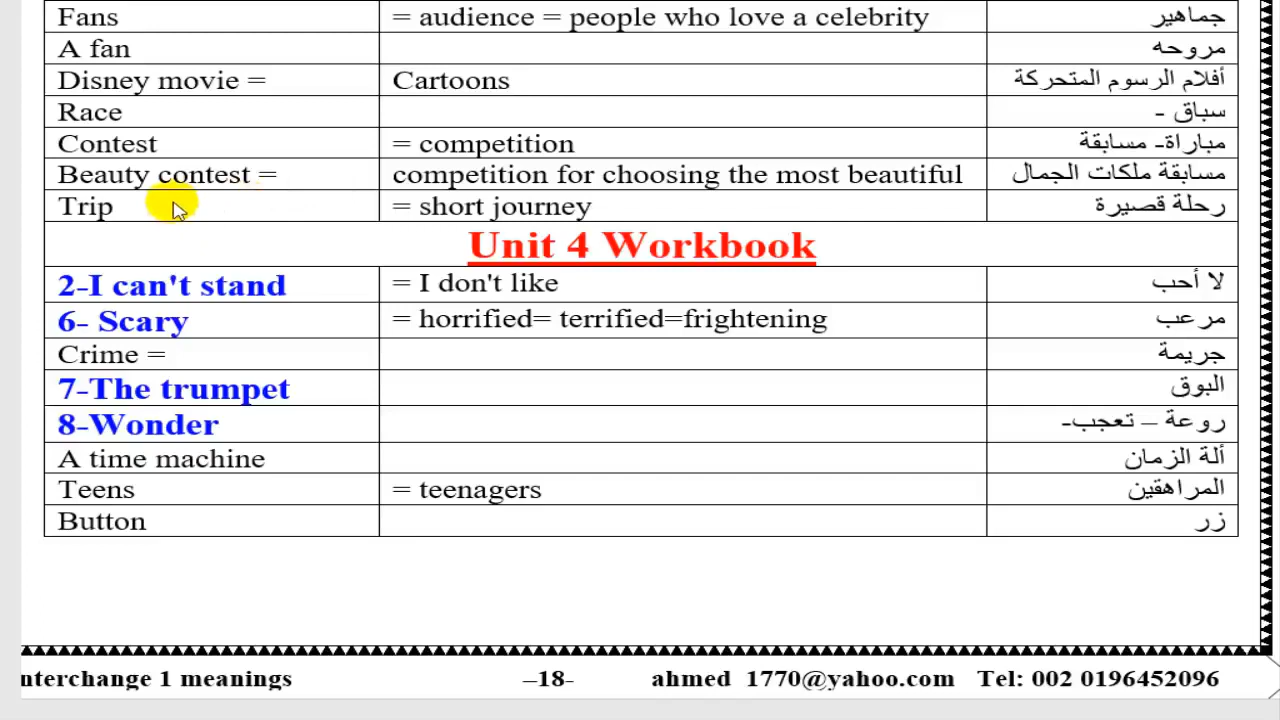 Fans = audience = people who love a celebrity جماهير
A fan مروحه
Disney movie = Cartoons أفلام الرسوم المتحركة
Race سباق -
Contest = competition مباراة- مسابقة
Beauty contest = competition for choosing the most beautiful مسابقة ملكات الجمال
Trip = short journey رحلة قصيرة
Unit 4 Workbook
2-I can't stand = I don't like لا أحب
6- Scary = horrified= terrified=frightening مرعب
Crime = جريمة
7-The trumpet البوق
8-Wonder روعة – تعجب-
A time machine ألة الزمان
Teens = teenagers المراهقين
Button زر
nterchange 1 meanings –18- ahmed 1770@yahoo.com Tel: 002 0196452096